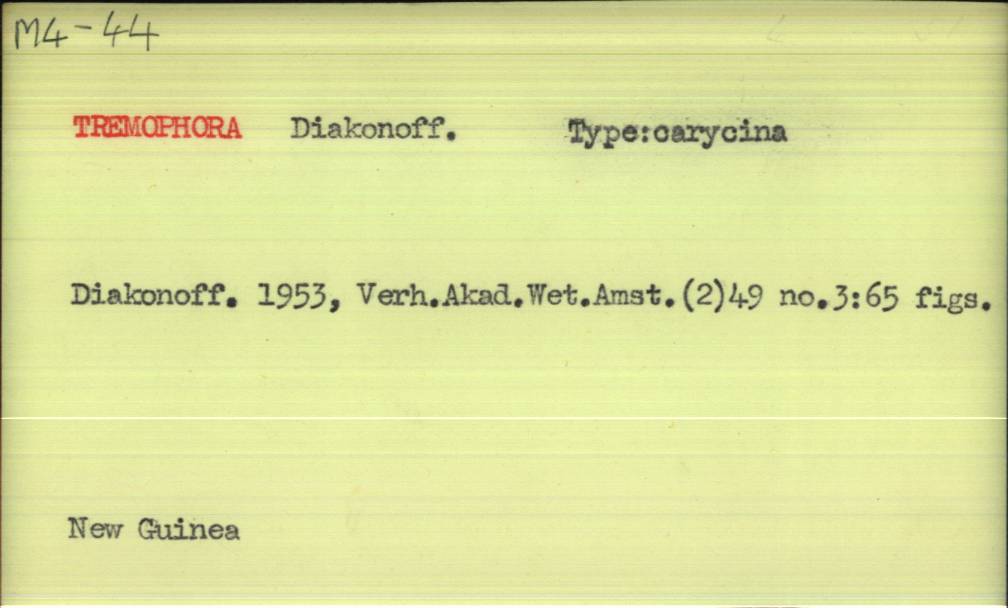 M4-44
TREMOPHORA Diakonoff. Type:carycina
Diakonoff. 1953, Verh.Akad.Wet.Amst.(2)49 no.3:65 figs.
New Guinea